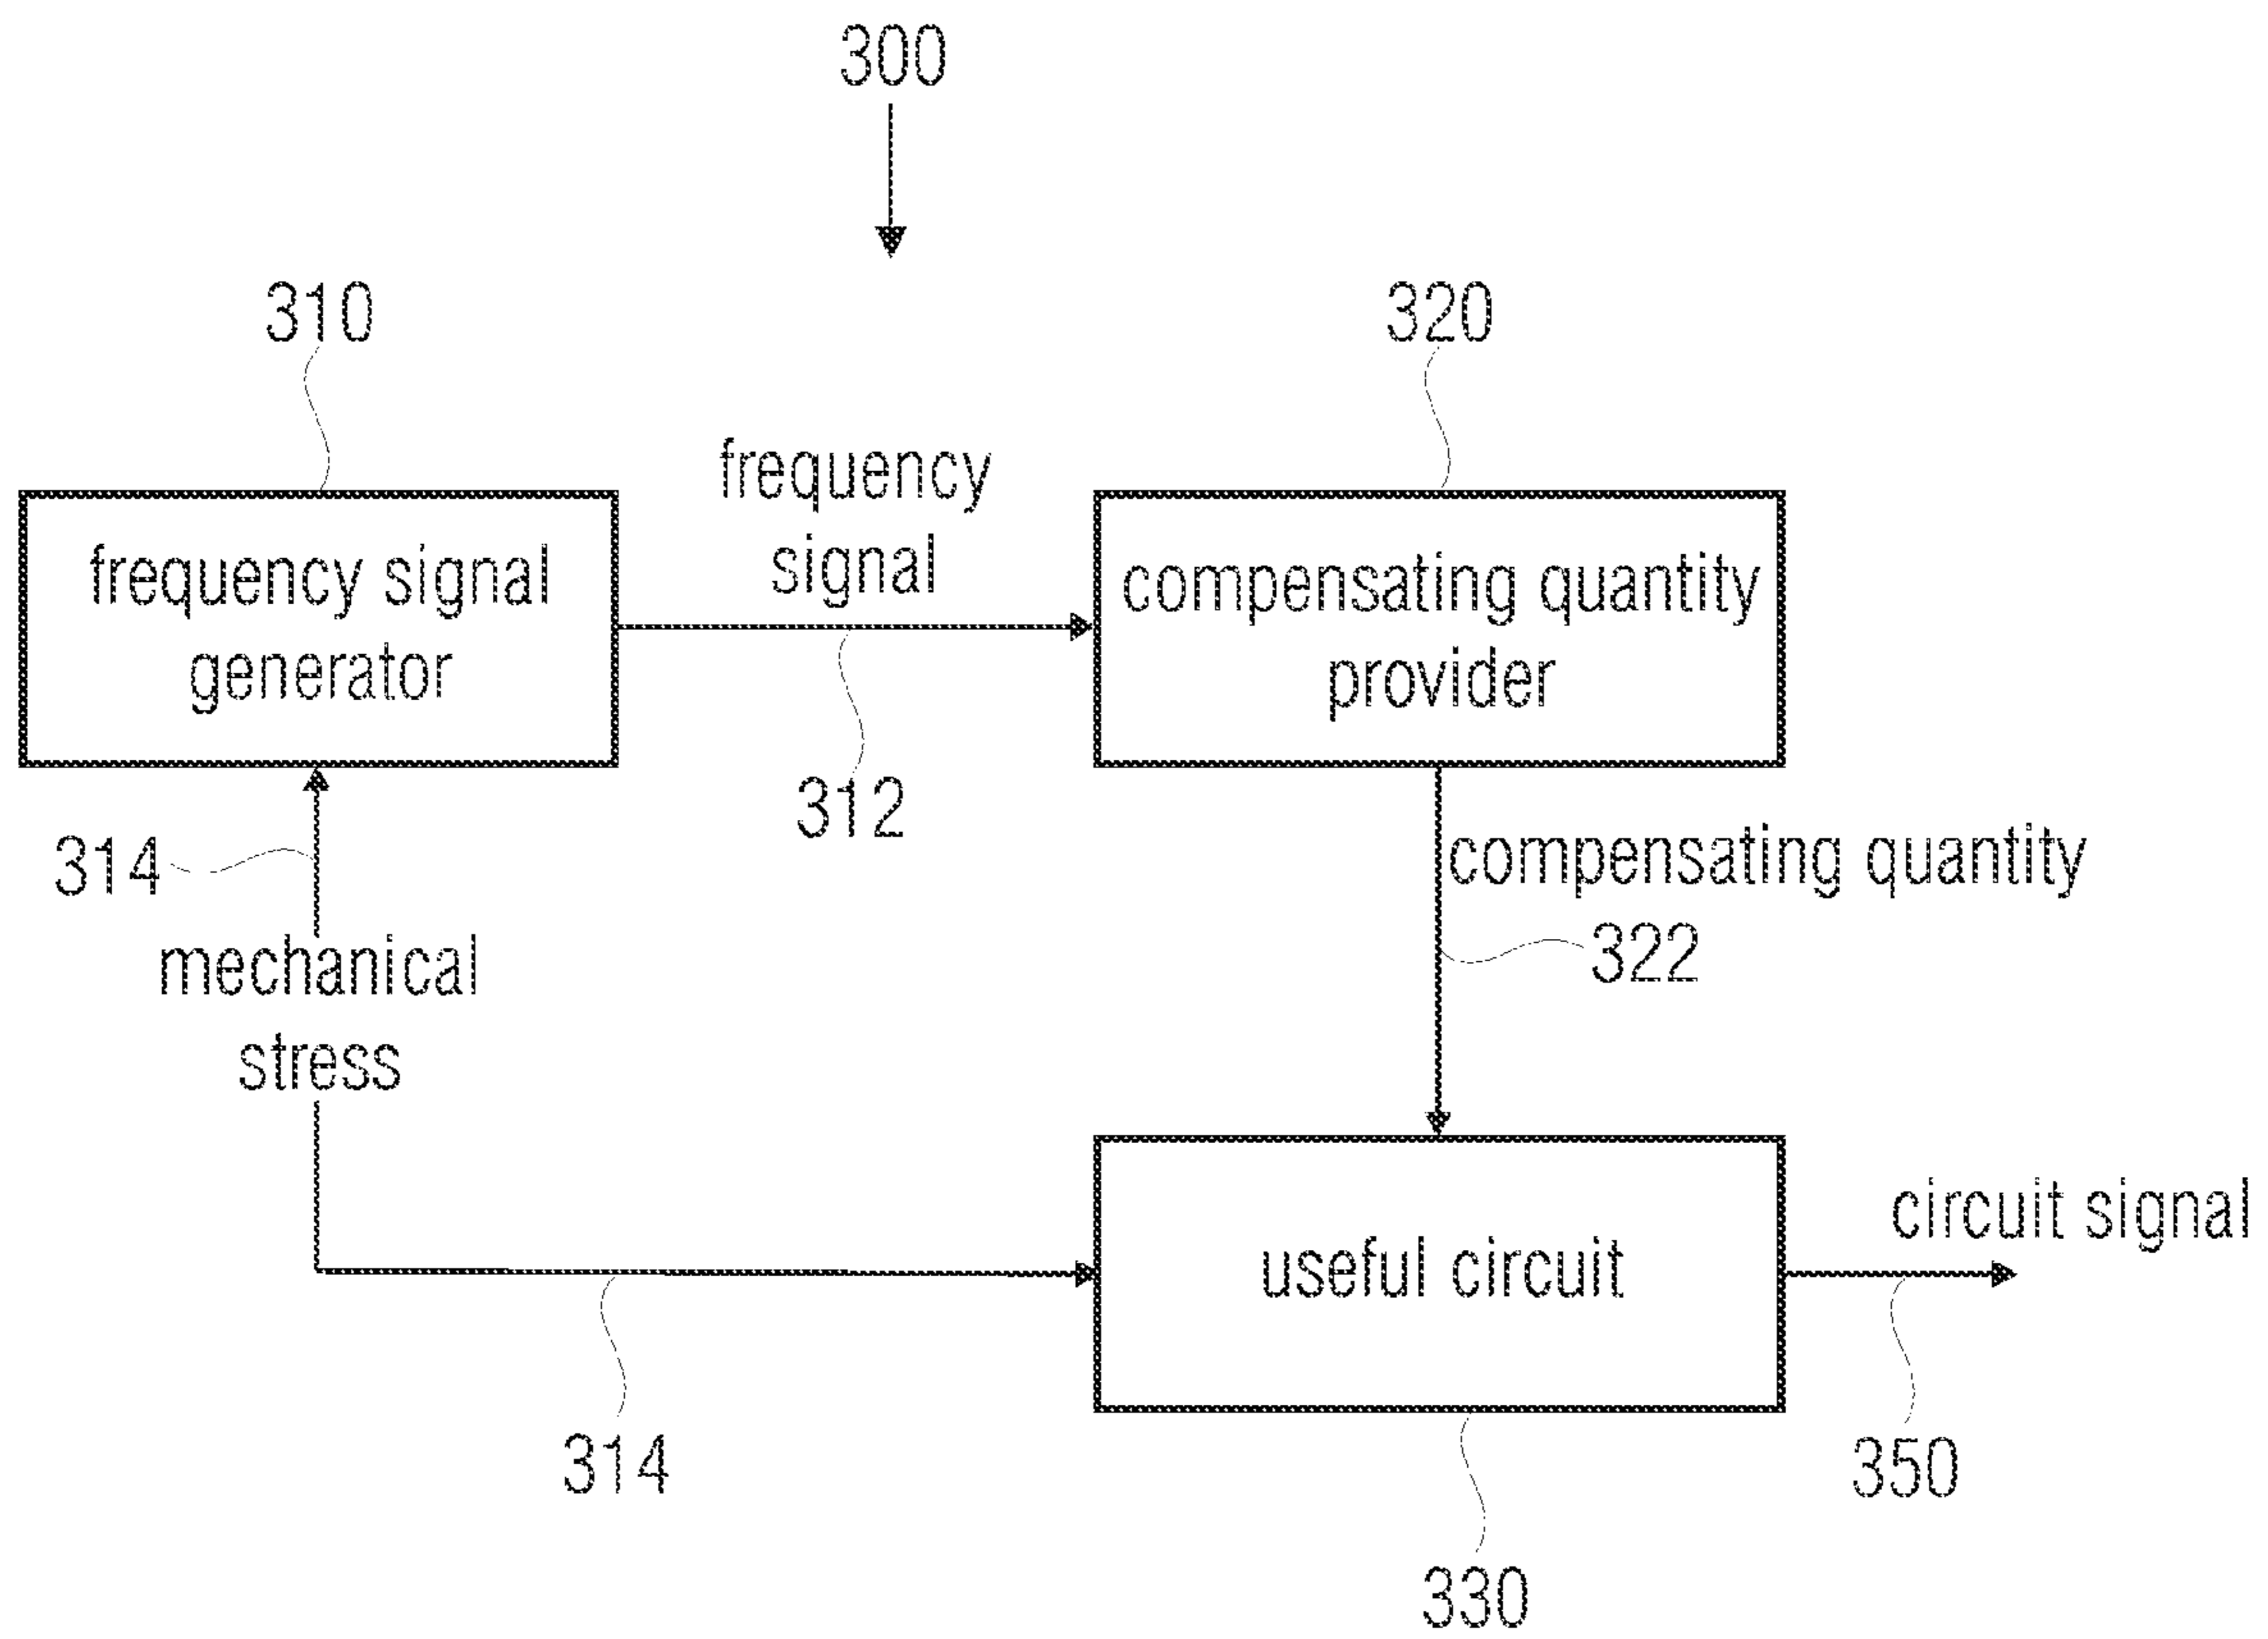 300
310
320
frequency
signal
frequency signal
generator
compensating quantity
provider
312
314
compensating quantity
322
mechanical
stress
circuit signal
useful circuit
314
350
330